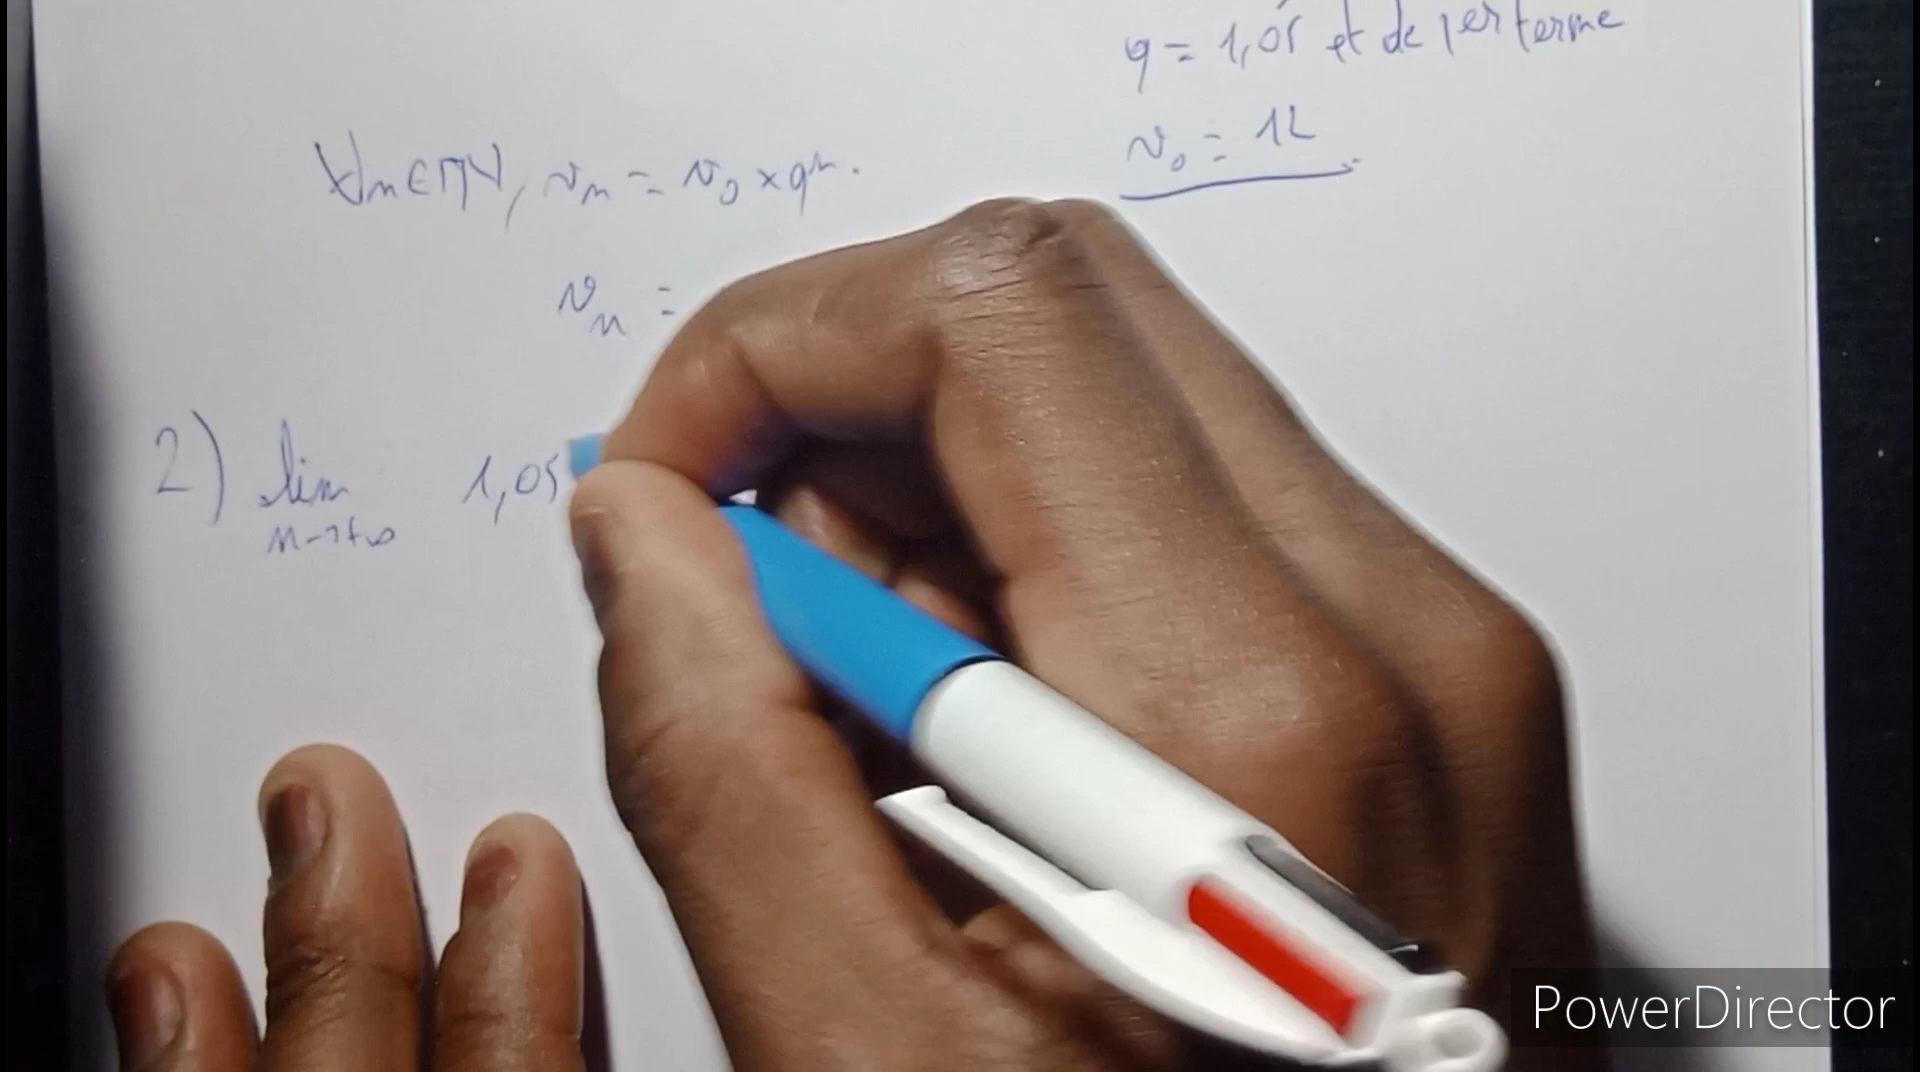 q = 1,05 et de 1er terme
v₀ = 12
∀n∈ℕ, vₙ = v₀ × qⁿ.
vₙ =
2) lim 1,05
n→+∞
PowerDirector